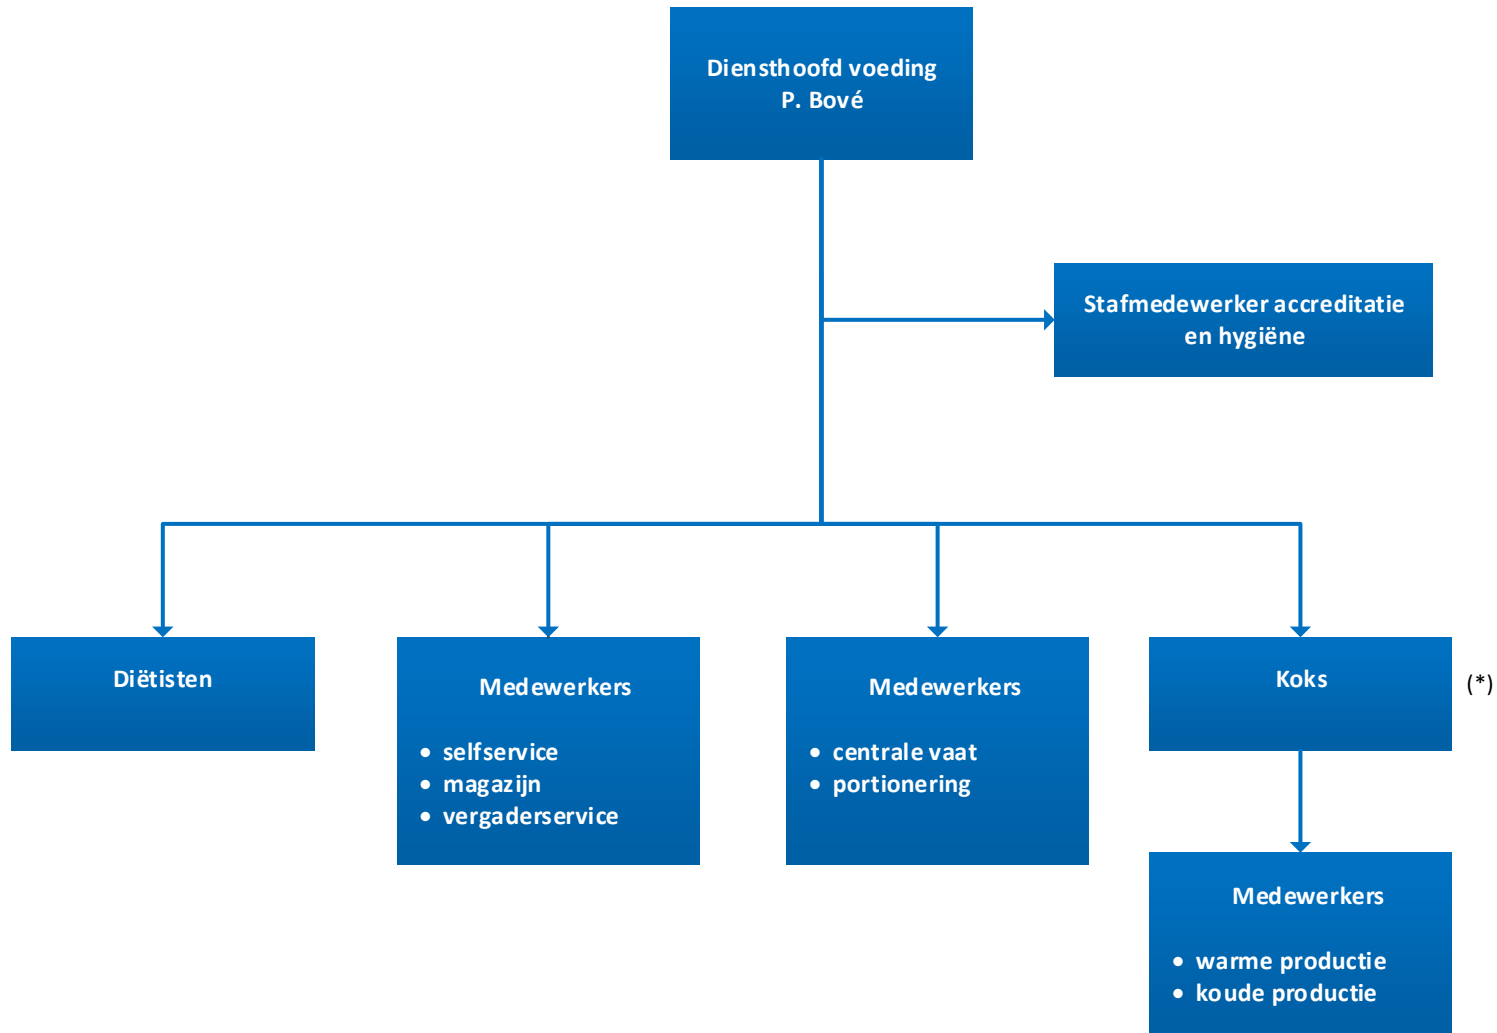 Diensthoofd voeding
P. Bové
Stafmedewerker accreditatie
en hygiëne
Diëtisten
Medewerkers
• selfservice
• magazijn
• vergaderservice
Medewerkers
• centrale vaat
• portionering
Koks
(*)
Medewerkers
• warme productie
• koude productie